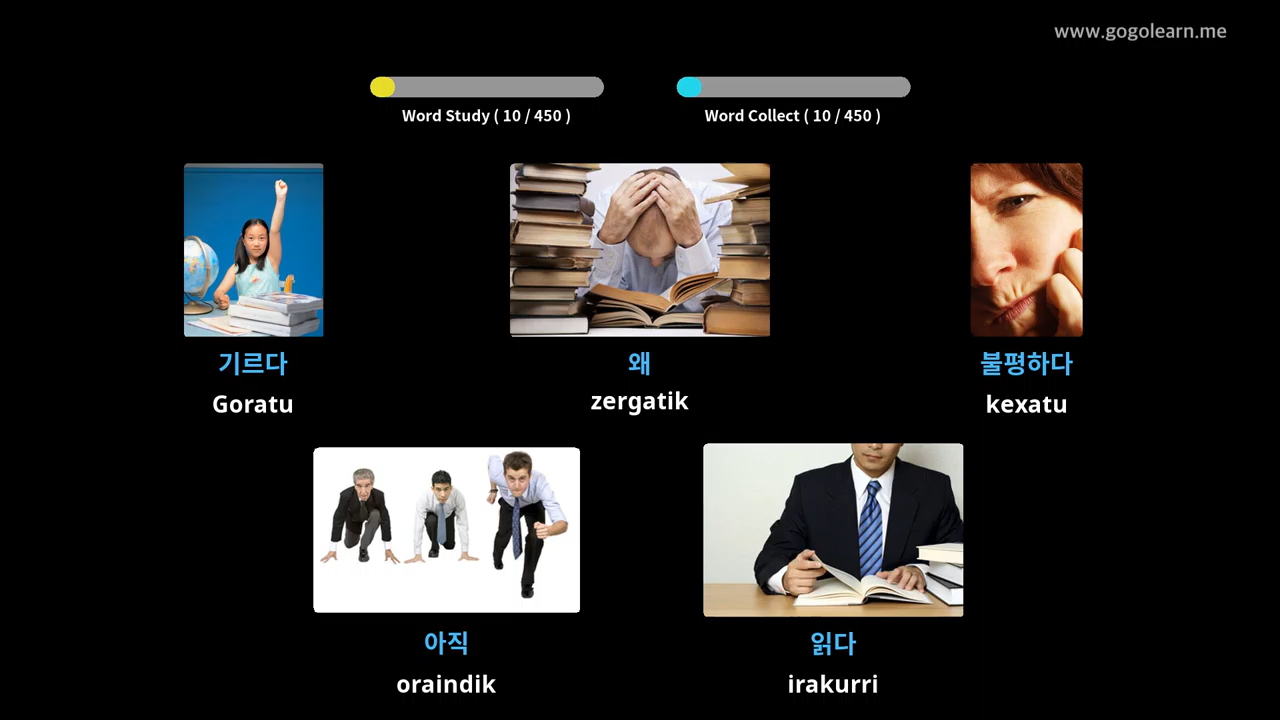 www.gogolearn.me
Word Study ( 10 / 450 )
Word Collect ( 10 / 450 )
기르다
Goratu
왜
zergatik
불평하다
kexatu
아직
oraindik
읽다
irakurri